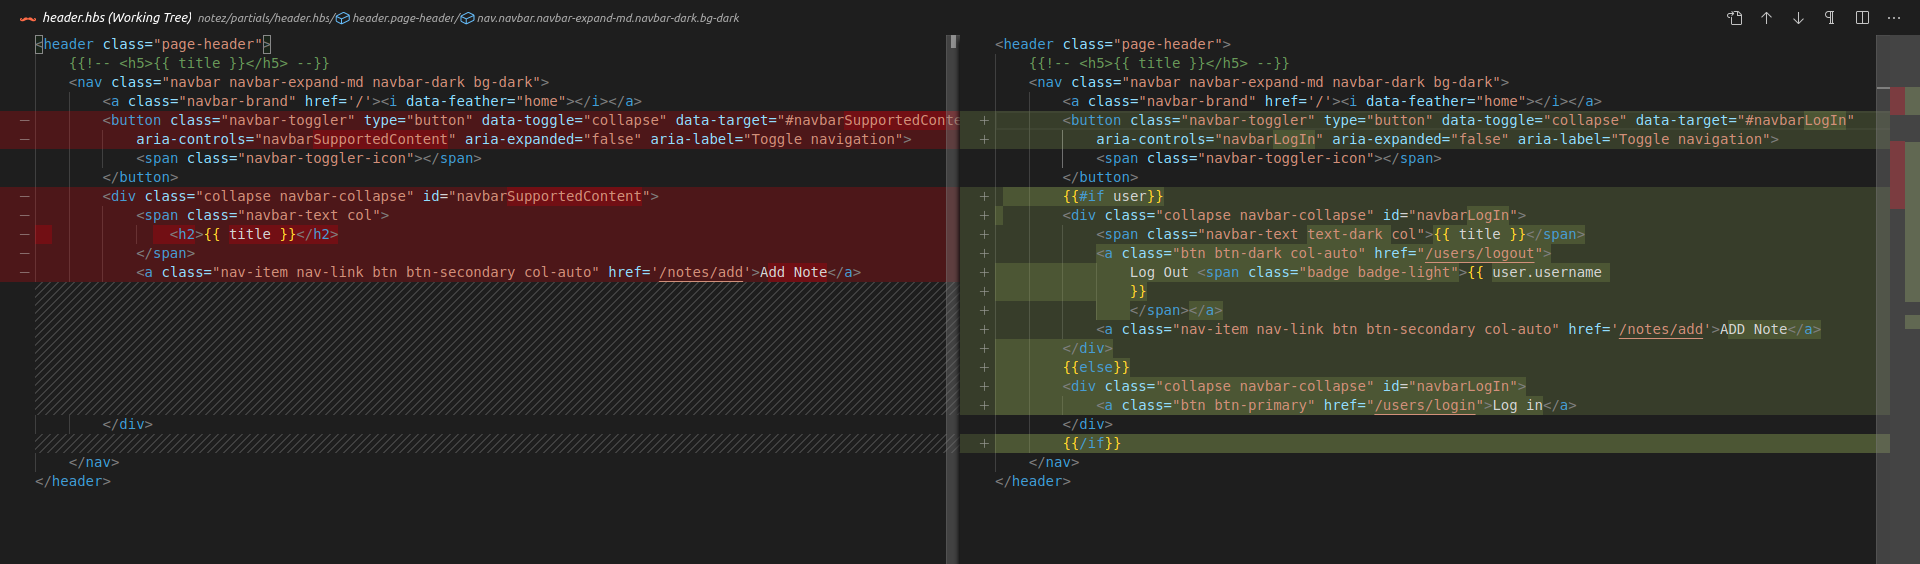 header.hbs (Working Tree) notez/partials/header.hbs/header.page-header/nav.navbar.navbar-expand-md.navbar-dark.bg-dark
<header class="page-header">
{{!-- <h5>{{ title }}</h5> --}}
<nav class="navbar navbar-expand-md navbar-dark bg-dark">
<a class="navbar-brand" href='/'><i data-feather="home"></i></a>
<button class="navbar-toggler" type="button" data-toggle="collapse" data-target="#navbarSupportedConte
aria-controls="navbarSupportedContent" aria-expanded="false" aria-label="Toggle navigation">
<span class="navbar-toggler-icon"></span>
</button>
<div class="collapse navbar-collapse" id="navbarSupportedContent">
<span class="navbar-text col">
<h2>{{ title }}</h2>
</span>
<a class="nav-item nav-link btn btn-secondary col-auto" href='/notes/add'>Add Note</a>
</div>
</nav>
</header>
<header class="page-header">
{{!-- <h5>{{ title }}</h5> --}}
<nav class="navbar navbar-expand-md navbar-dark bg-dark">
<a class="navbar-brand" href='/'><i data-feather="home"></i></a>
<button class="navbar-toggler" type="button" data-toggle="collapse" data-target="#navbarLogIn"
aria-controls="navbarLogIn" aria-expanded="false" aria-label="Toggle navigation">
<span class="navbar-toggler-icon"></span>
</button>
{{#if user}}
<div class="collapse navbar-collapse" id="navbarLogIn">
<span class="navbar-text text-dark col">{{ title }}</span>
<a class="btn btn-dark col-auto" href="/users/logout">
Log Out <span class="badge badge-light">{{ user.username
}}
</span></a>
<a class="nav-item nav-link btn btn-secondary col-auto" href='/notes/add'>ADD Note</a>
</div>
{{else}}
<div class="collapse navbar-collapse" id="navbarLogIn">
<a class="btn btn-primary" href="/users/login">Log in</a>
</div>
{{/if}}
</nav>
</header>